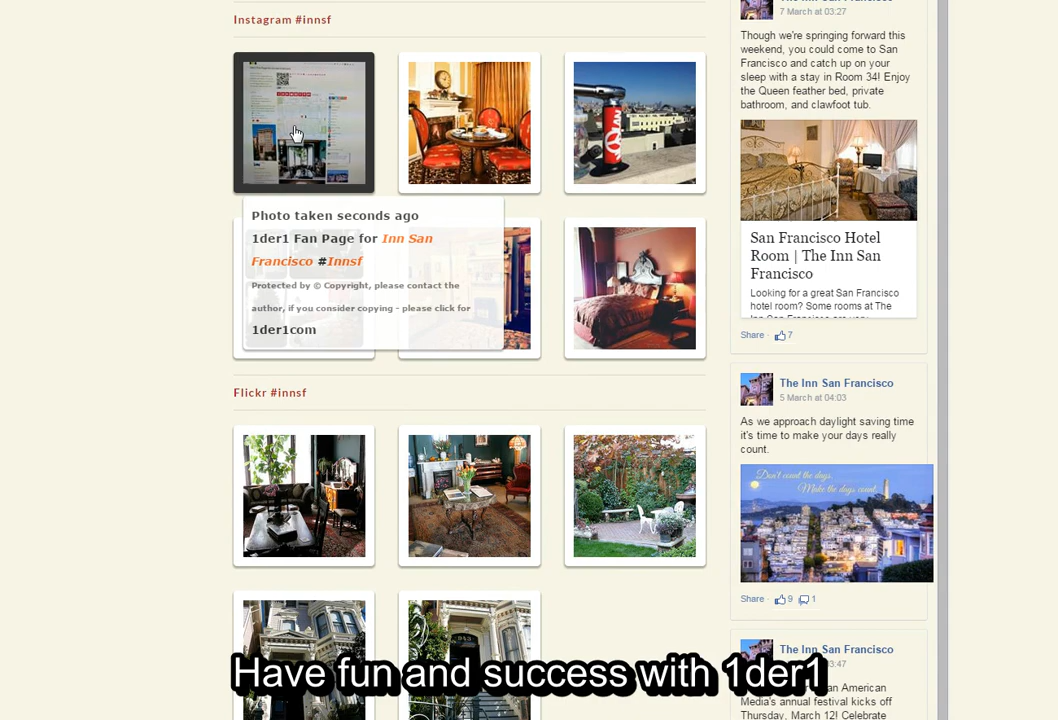 Instagram #innsf
Photo taken seconds ago
1der1 Fan Page for Inn San
Francisco #Innsf
Protected by © Copyright, please contact the
author, if you consider copying - please click for
1der1com
Flickr #innsf
7 March at 03:27
Though we're springing forward this
weekend, you could come to San
Francisco and catch up on your
sleep with a stay in Room 34! Enjoy
the Queen feather bed, private
bathroom, and clawfoot tub.
San Francisco Hotel
Room | The Inn San
Francisco
Looking for a great San Francisco
hotel room? Some rooms at The
Share · 7
The Inn San Francisco
5 March at 04:03
As we approach daylight saving time
it's time to make your days really
count.
Don't count the days.
Make the days count.
Share · 9 1
The Inn San Francisco
03:47
an American
Media's annual festival kicks off
Thursday, March 12! Celebrate
Have fun and success with 1der1